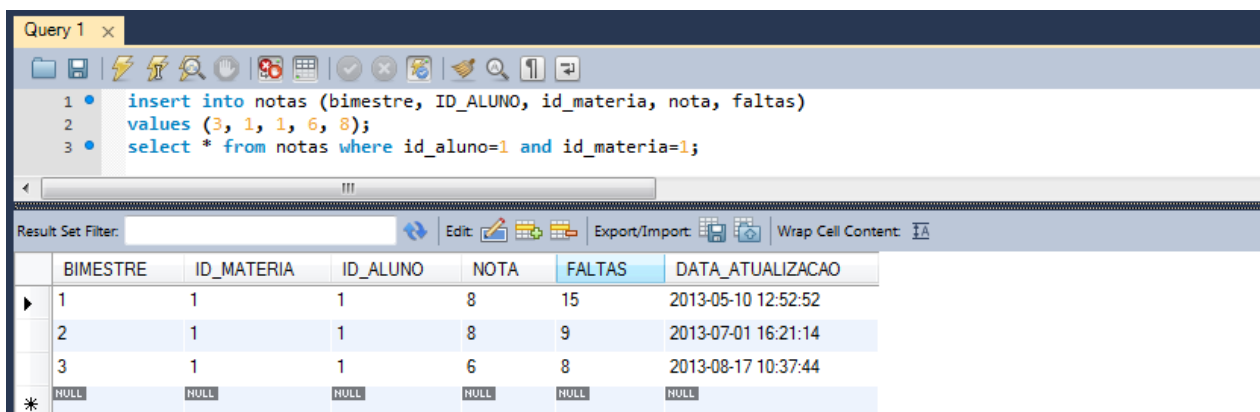 Query 1
1 insert into notas (bimestre, ID_ALUNO, id_materia, nota, faltas)
2 values (3, 1, 1, 6, 8);
3 select * from notas where id_aluno=1 and id_materia=1;
Result Set Filter: Edit: Export/Import: Wrap Cell Content: IA
BIMESTRE ID_MATERIA ID_ALUNO NOTA FALTAS DATA_ATUALIZACAO
1 1 1 8 15 2013-05-10 12:52:52
2 1 1 8 9 2013-07-01 16:21:14
3 1 1 6 8 2013-08-17 10:37:44
NULL NULL NULL NULL NULL NULL